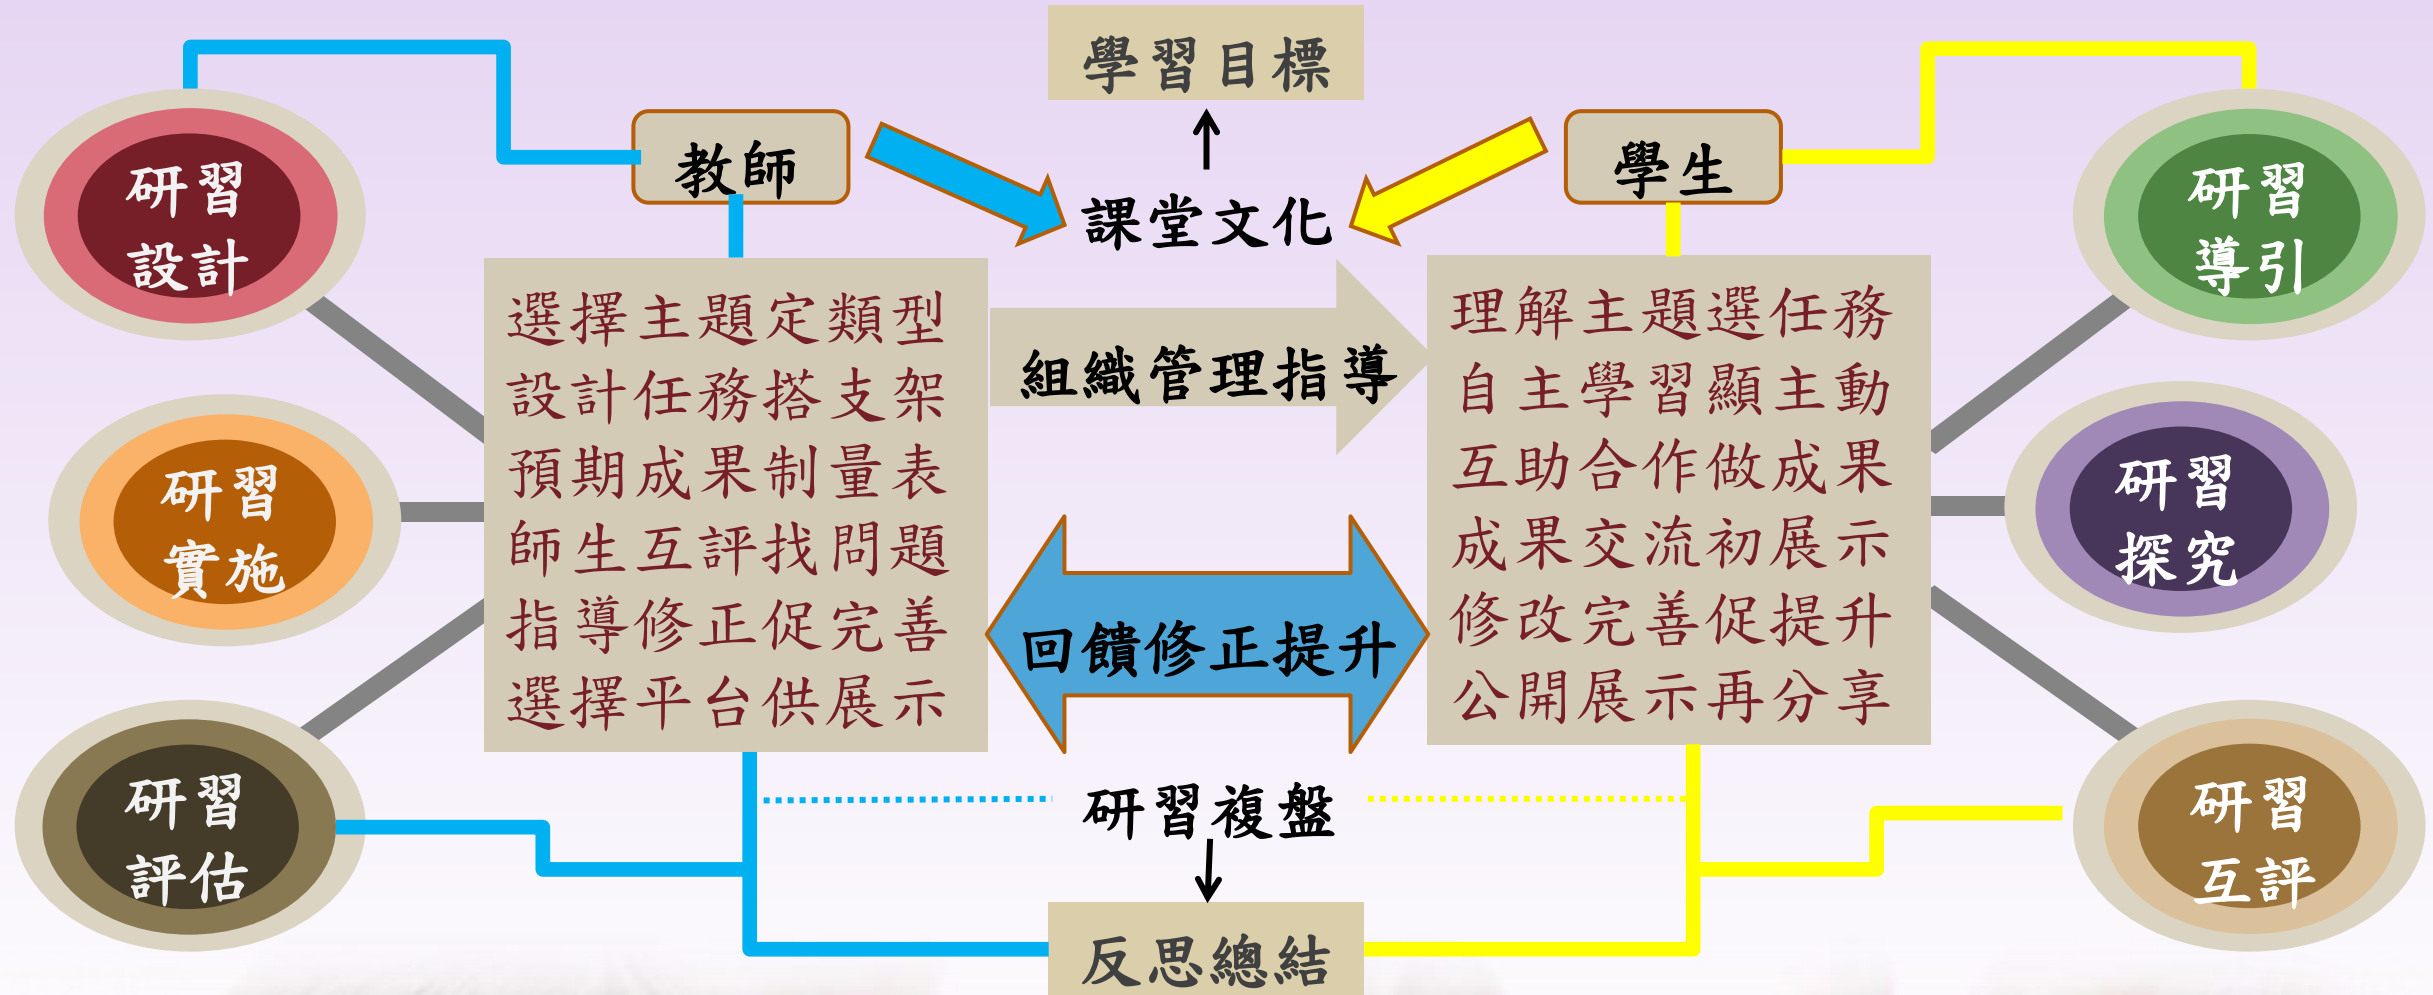 學習目標
教師
學生
課堂文化
研習
設計
研習
實施
研習
評估
選擇主題定類型
設計任務搭支架
預期成果制量表
師生互評找問題
指導修正促完善
選擇平台供展示
組織管理指導
回饋修正提升
理解主題選任務
自主學習顯主動
互助合作做成果
成果交流初展示
修改完善促提升
公開展示再分享
研習
導引
研習
探究
研習
互評
研習複盤
反思總結